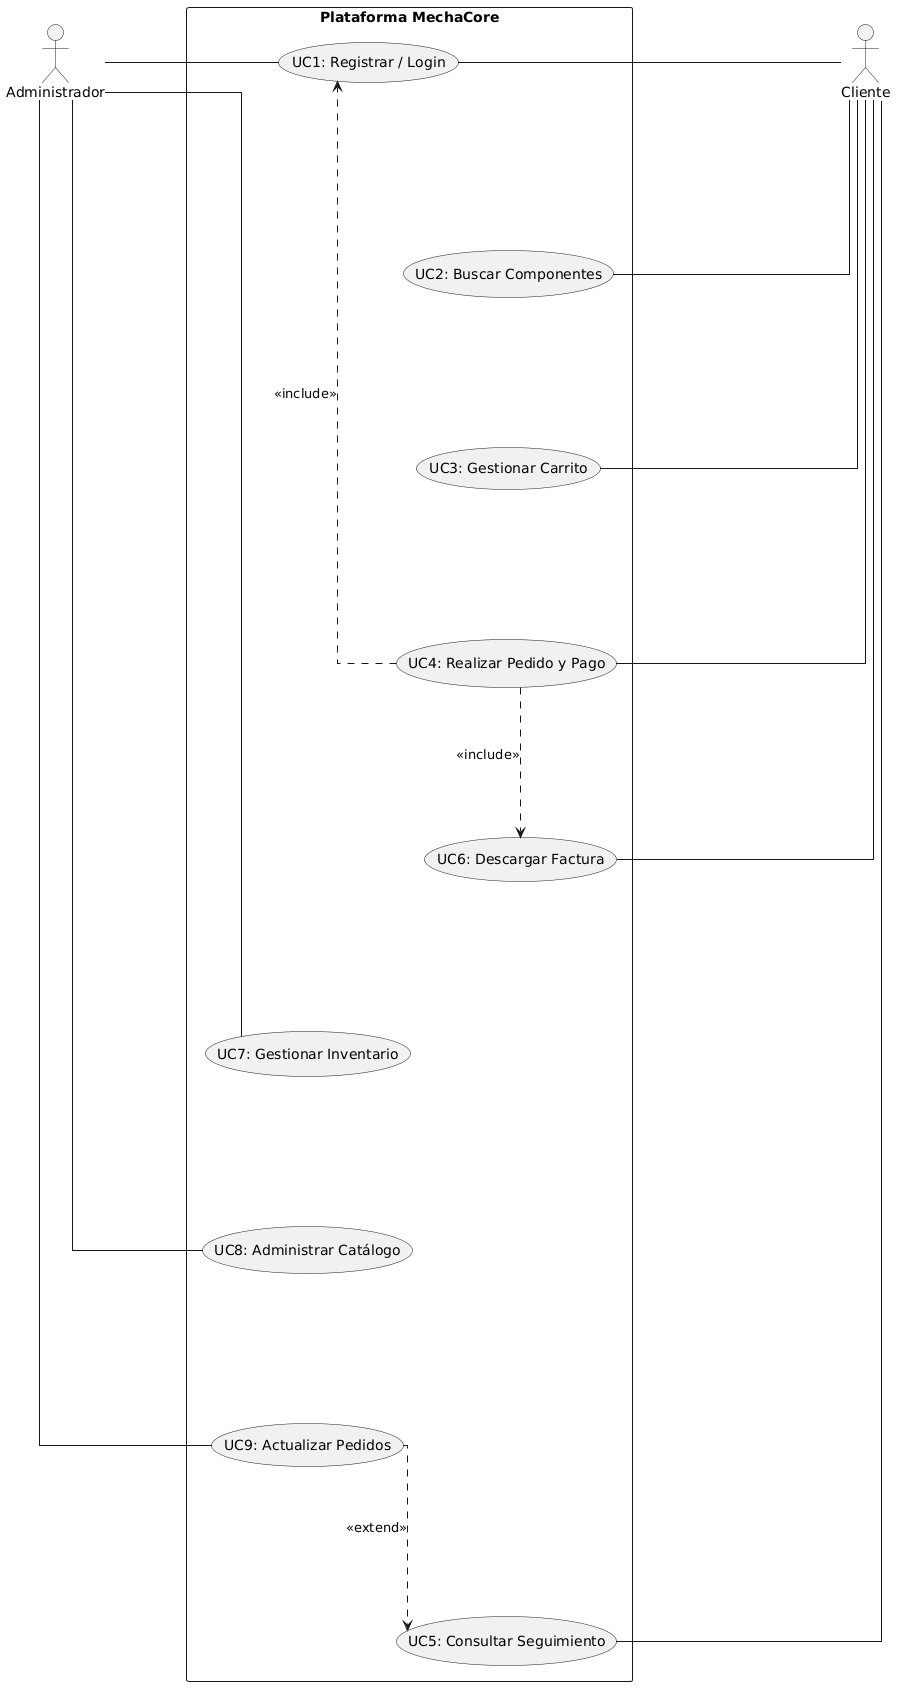 Plataforma MechaCore
UC1: Registrar / Login
Administrador
Cliente
UC2: Buscar Componentes
«include»
UC3: Gestionar Carrito
UC4: Realizar Pedido y Pago
«include»
UC6: Descargar Factura
UC7: Gestionar Inventario
UC8: Administrar Catálogo
UC9: Actualizar Pedidos
«extend»
UC5: Consultar Seguimiento